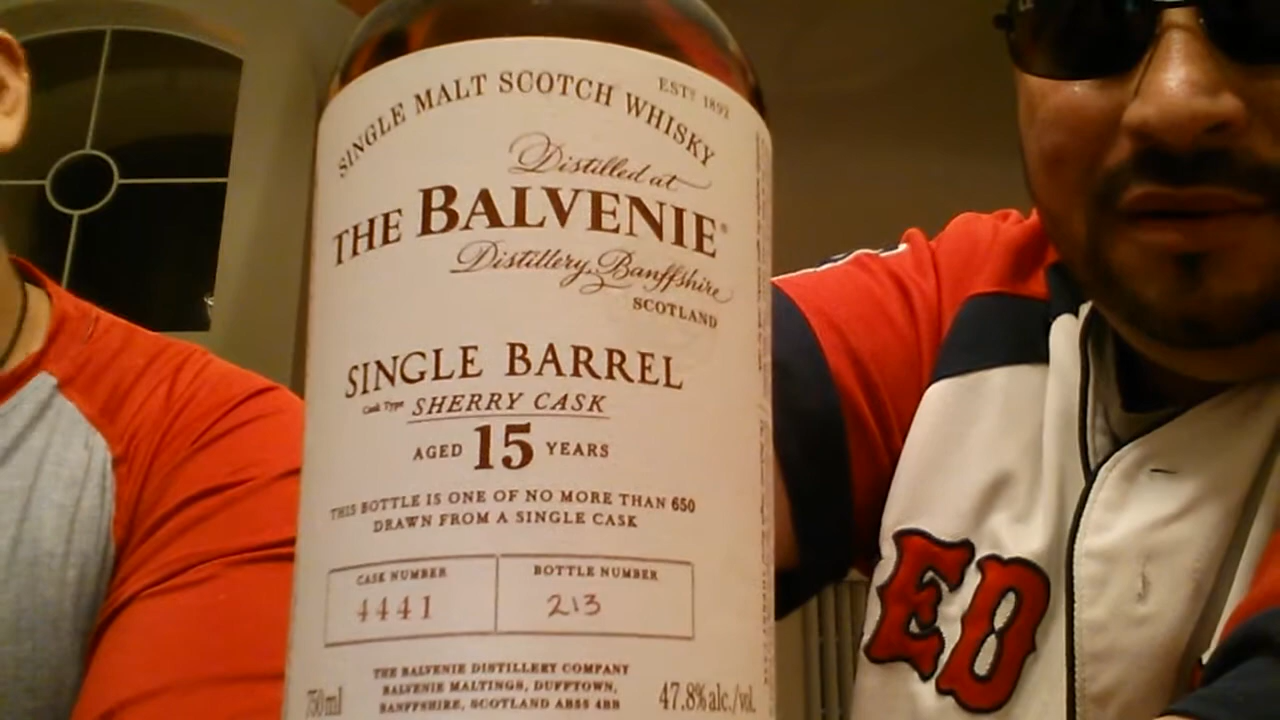 ESTD 1892
SINGLE MALT SCOTCH WHISKY
Distilled at
THE BALVENIE®
Distillery, Banffshire
SCOTLAND
SINGLE BARREL
Cask Type SHERRY CASK
AGED 15 YEARS
THIS BOTTLE IS ONE OF NO MORE THAN 650
DRAWN FROM A SINGLE CASK
CASK NUMBER
4441
BOTTLE NUMBER
213
THE BALVENIE DISTILLERY COMPANY
BALVENIE MALTINGS, DUFFTOWN,
BANFFSHIRE, SCOTLAND AB55 4BB
750ml
47.8% alc./vol.
ED